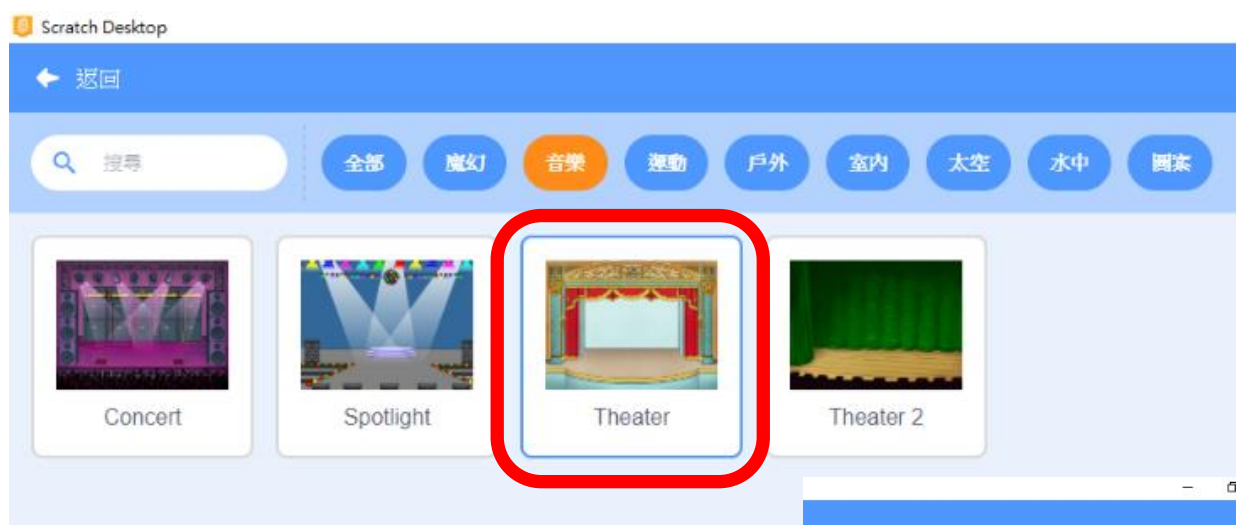 Scratch Desktop
返回
搜尋 全部 魔幻 音樂 運動 戶外 室內 太空 水中 圖案
Concert Spotlight Theater Theater 2